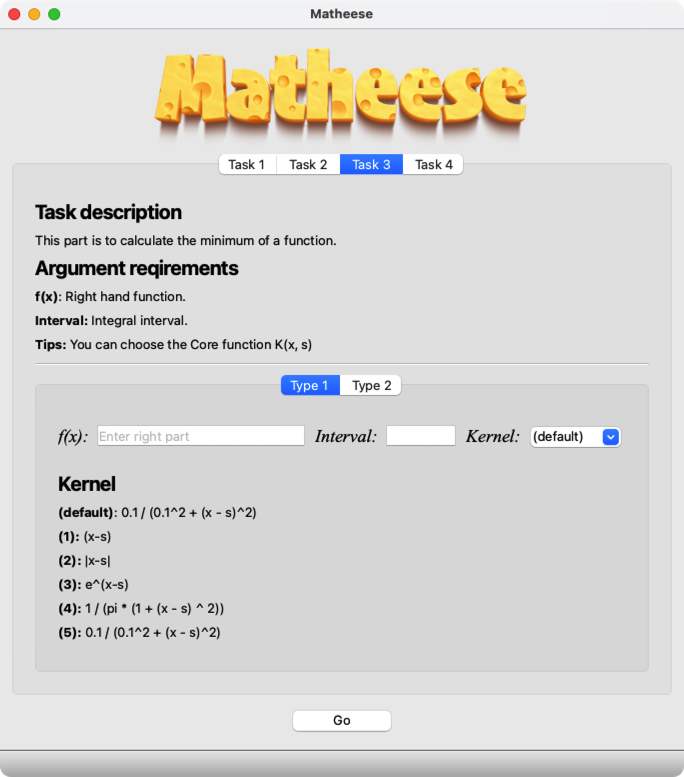 Matheese
Matheese
Task 1 Task 2 Task 3 Task 4
Task description
This part is to calculate the minimum of a function.
Argument reqirements
f(x): Right hand function.
Interval: Integral interval.
Tips: You can choose the Core function K(x, s)
Type 1 Type 2
f(x): Enter right part Interval: Kernel: (default)
Kernel
(default): 0.1 / (0.1^2 + (x - s)^2)
(1): (x-s)
(2): |x-s|
(3): e^(x-s)
(4): 1 / (pi * (1 + (x - s) ^ 2))
(5): 0.1 / (0.1^2 + (x - s)^2)
Go